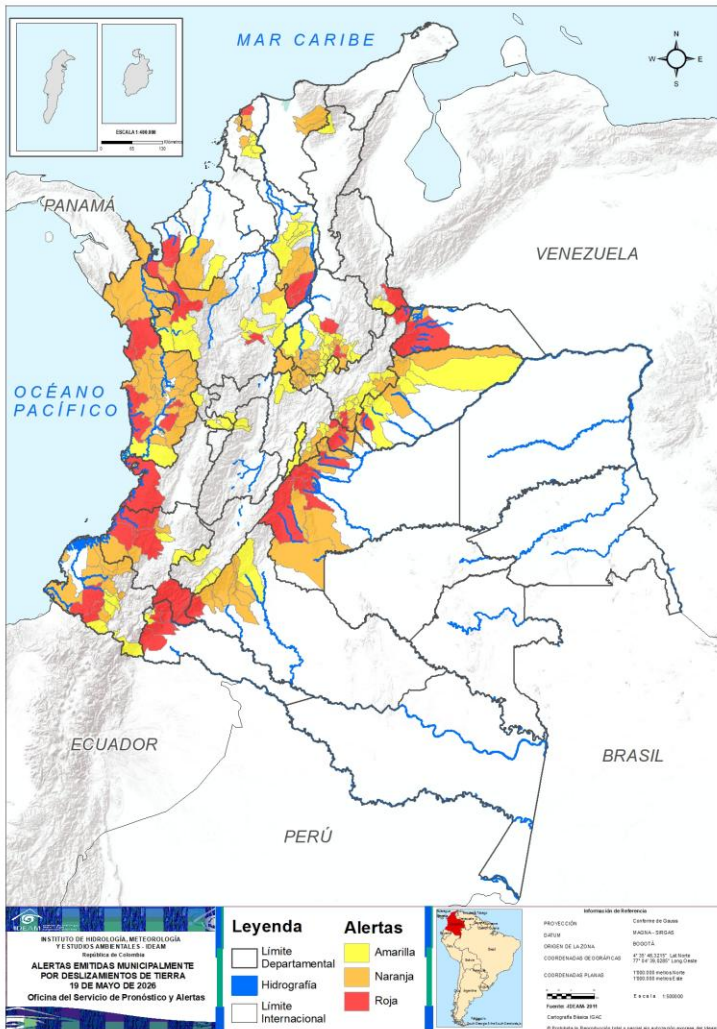 MAR CARIBE
N
W
E
S
ESCALA 1:400.000
Kilómetros
PANAMÁ
VENEZUELA
OCÉANO
PACÍFICO
ECUADOR
BRASIL
PERÚ
IDEAM
INSTITUTO DE HIDROLOGÍA, METEOROLOGÍA
Y ESTUDIOS AMBIENTALES - IDEAM
República de Colombia
ALERTAS EMITIDAS MUNICIPALMENTE
POR DESLIZAMIENTOS DE TIERRA
19 DE MAYO DE 2026
Oficina del Servicio de Pronóstico y Alertas
Leyenda
Límite
Departamental
Hidrografía
Límite
Internacional
Alertas
Amarilla
Naranja
Roja
Información de Referencia
PROYECCIÓN Conforme de Gauss
DATUM MAGNA - SIRGAS
ORIGEN DE LA ZONA BOGOTÁ
COORDENADAS GEOGRÁFICAS
COORDENADAS PLANAS
Escala
Fuente: IDEAM- 2011
Cartografía Básica IGAC